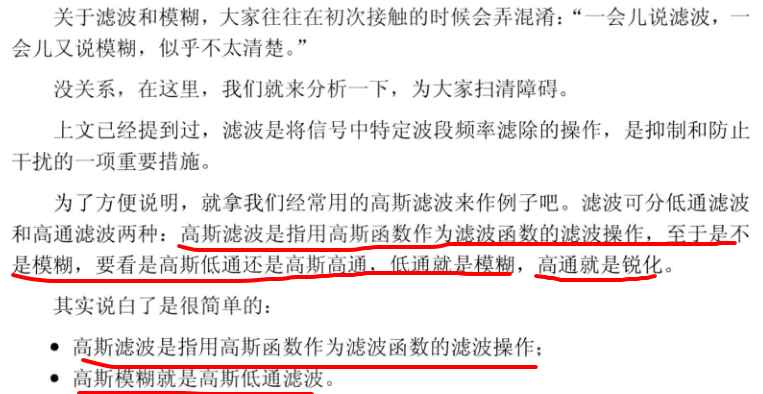 关于滤波和模糊，大家往往在初次接触的时候会弄混淆：“一会儿说滤波，一
会儿又说模糊，似乎不太清楚。”
没关系，在这里，我们就来分析一下，为大家扫清障碍。
上文已经提到过，滤波是将信号中特定波段频率滤除的操作，是抑制和防止
干扰的一项重要措施。
为了方便说明，就拿我们经常用的高斯滤波来作例子吧。滤波可分低通滤波
和高通滤波两种：高斯滤波是指用高斯函数作为滤波函数的滤波操作，至于是不
是模糊，要看是高斯低通还是高斯高通，低通就是模糊，高通就是锐化。
其实说白了是很简单的：
● 高斯滤波是指用高斯函数作为滤波函数的滤波操作；
● 高斯模糊就是高斯低通滤波。